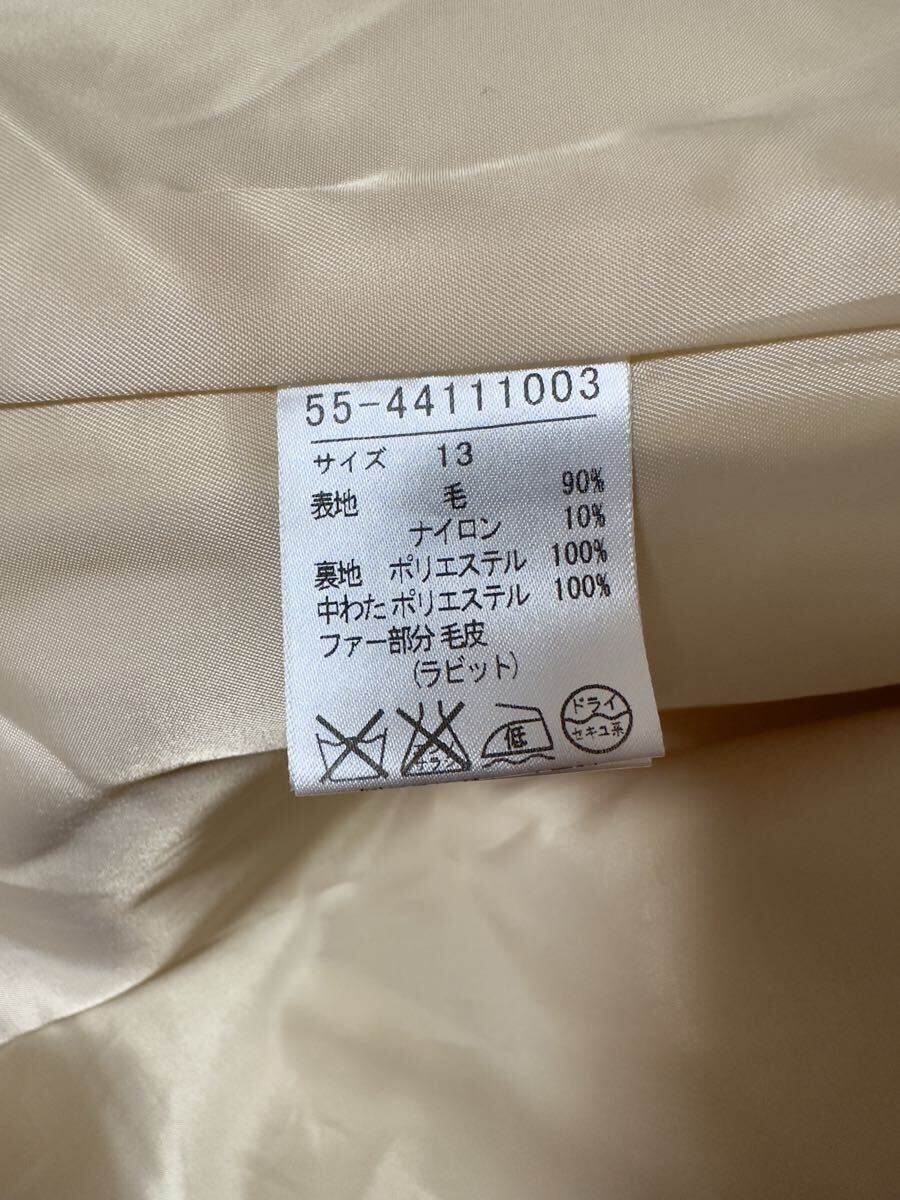 55-44111003
サイズ 13
表地 毛 90%
ナイロン 10%
裏地 ポリエステル 100%
中わた ポリエステル 100%
ファー部分 毛皮
(ラビット)
低 ドライ
セキユ系